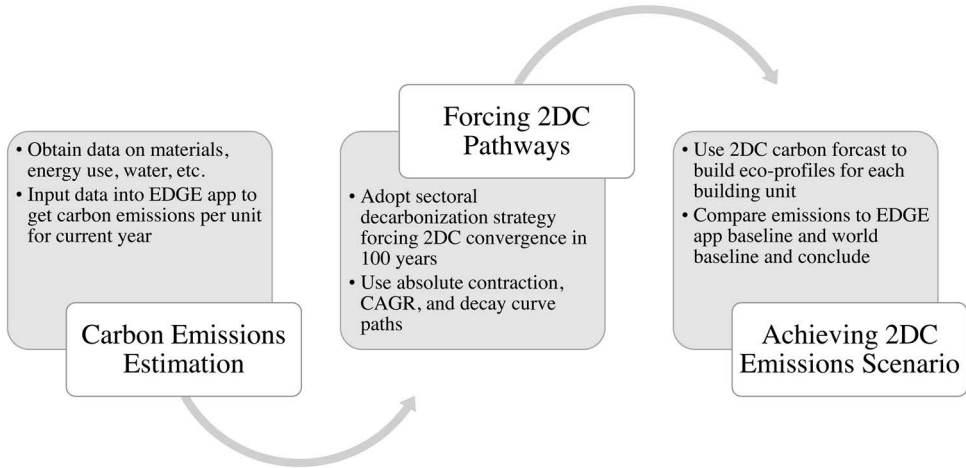 • Obtain data on materials,
energy use, water, etc.
• Input data into EDGE app to
get carbon emissions per unit
for current year
Carbon Emissions
Estimation
Forcing 2DC
Pathways
• Adopt sectoral
decarbonization strategy
forcing 2DC convergence in
100 years
• Use absolute contraction,
CAGR, and decay curve
paths
• Use 2DC carbon forcast to
build eco-profiles for each
building unit
• Compare emissions to EDGE
app baseline and world
baseline and conclude
Achieving 2DC
Emissions Scenario